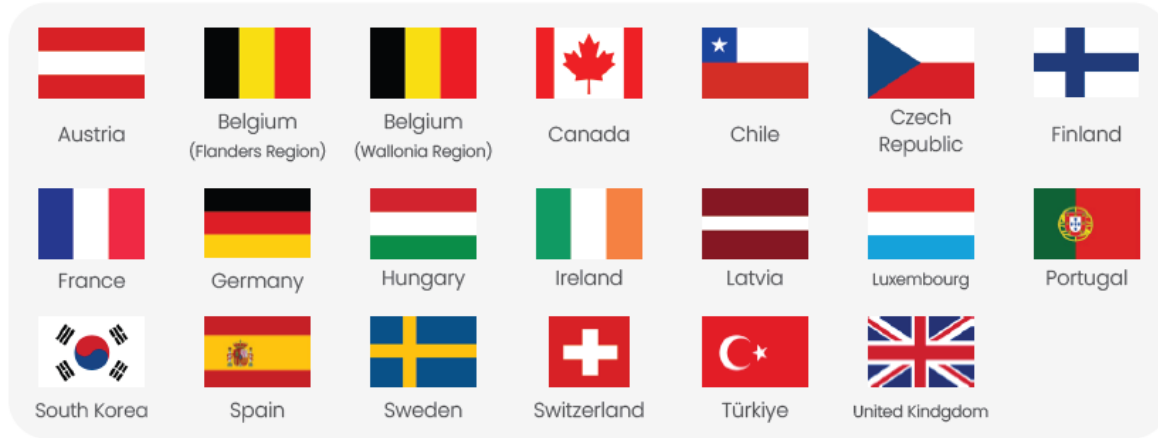 Austria
Belgium
(Flanders Region)
Belgium
(Wallonia Region)
Canada
Chile
Czech
Republic
Finland
France
Germany
Hungary
Ireland
Latvia
Luxembourg
Portugal
South Korea
Spain
Sweden
Switzerland
Türkiye
United Kindgdom